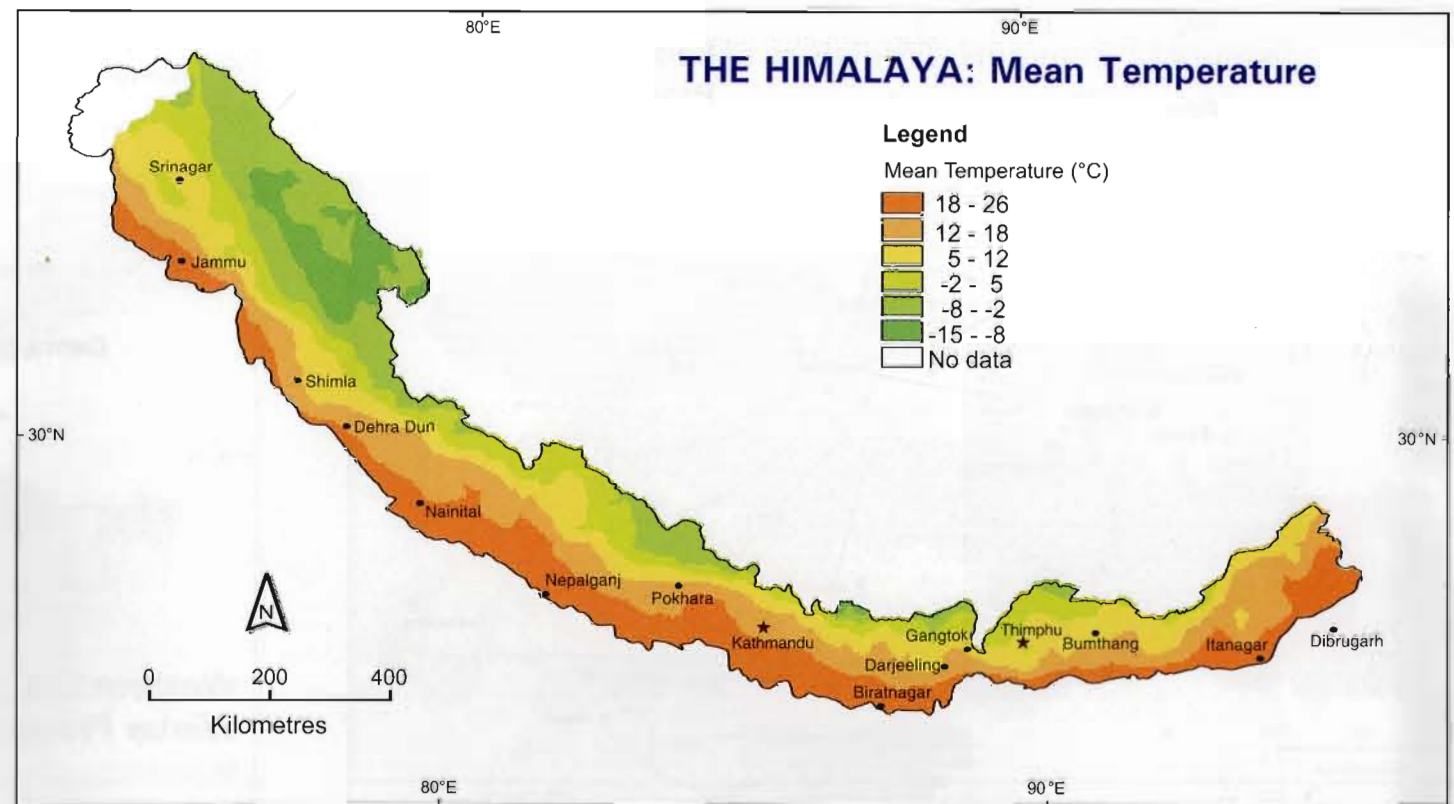 80°E
90°E
THE HIMALAYA: Mean Temperature
Legend
Mean Temperature (°C)
18 - 26
12 - 18
5 - 12
-2 - 5
-8 - -2
-15 - -8
No data
Srinagar
Jammu
Shimla
Dehra Dun
30°N
30°N
Nainital
Nepalganj
Pokhara
Kathmandu
Gangtok
Thimphu
Bumthang
Itanagar
Dibrugarh
Darjeeling
Biratnagar
N
0 200 400
Kilometres
80°E
90°E